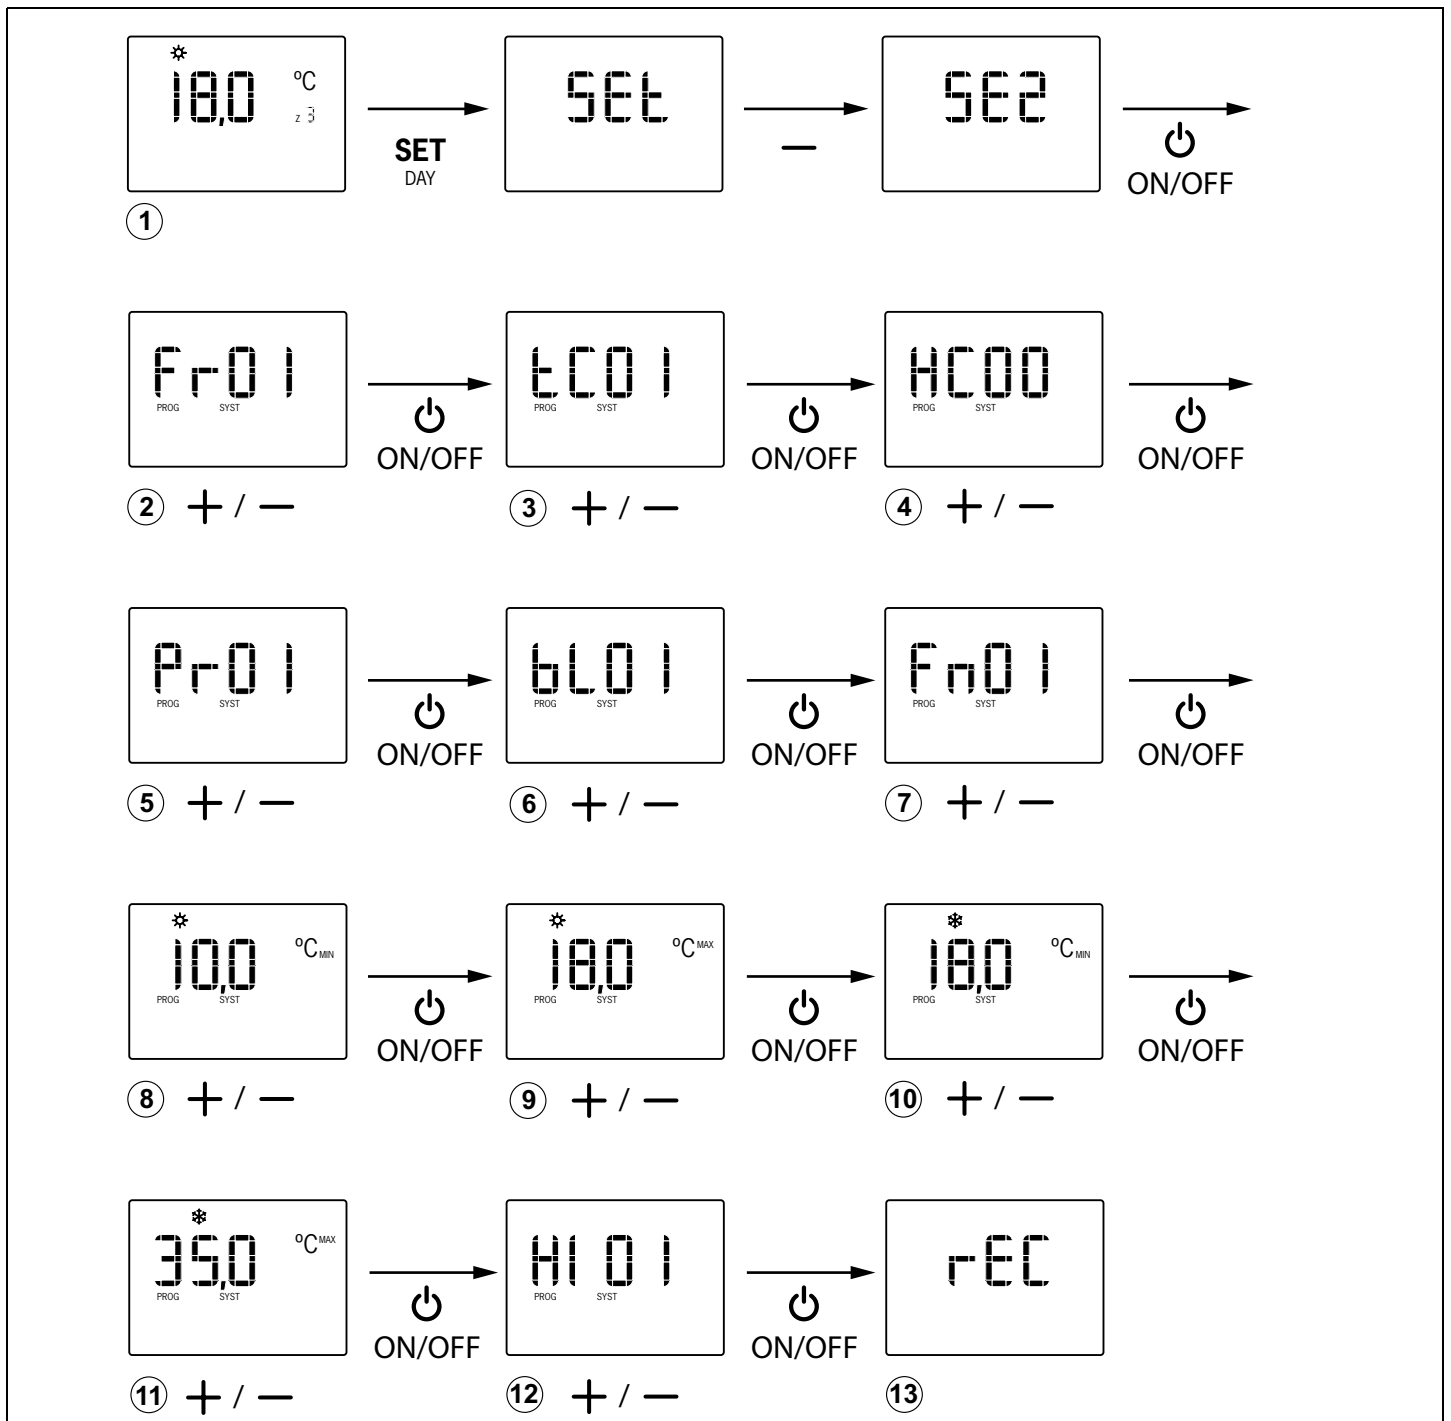 18,0 °C z 3
SET
DAY
SEt
—
SE2
ON/OFF
1
Fr01
PROG SYST
ON/OFF
tC01
PROG SYST
ON/OFF
HC00
PROG SYST
ON/OFF
2 + / —
3 + / —
4 + / —
Pr01
PROG SYST
ON/OFF
bL01
PROG SYST
ON/OFF
Fn01
PROG SYST
ON/OFF
5 + / —
6 + / —
7 + / —
10,0 °C MIN
PROG SYST
ON/OFF
18,0 °C MAX
PROG SYST
ON/OFF
18,0 °C MIN
PROG SYST
ON/OFF
8 + / —
9 + / —
10 + / —
35,0 °C MAX
PROG SYST
ON/OFF
HI 01
PROG SYST
ON/OFF
rEC
11 + / —
12 + / —
13